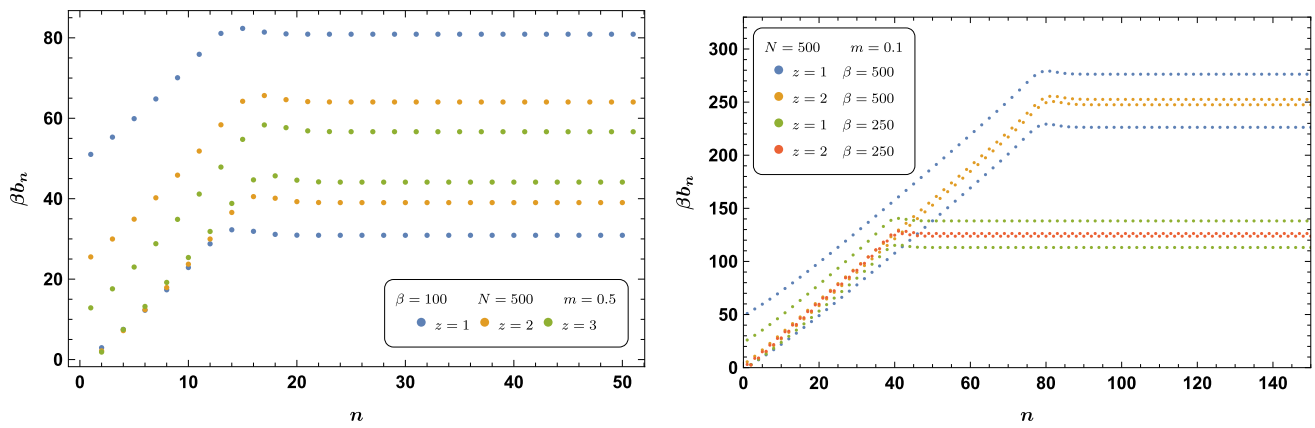 80
60
40
20
0
βbₙ
0 10 20 30 40 50
n
β = 100 N = 500 m = 0.5
z = 1 z = 2 z = 3
300
250
200
150
100
50
0
βbₙ
N = 500 m = 0.1
z = 1 β = 500
z = 2 β = 500
z = 1 β = 250
z = 2 β = 250
0 20 40 60 80 100 120 140
n